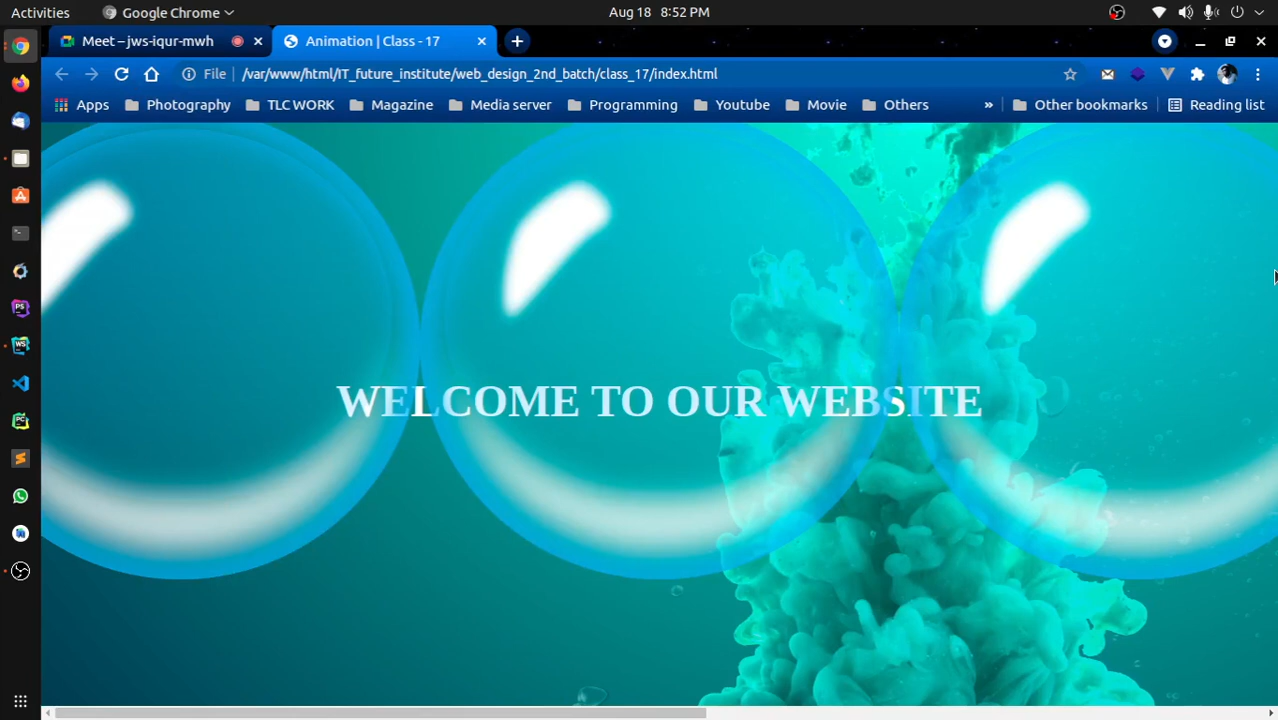 Activities Google Chrome Aug 18 8:52 PM
Meet – jws-iqur-mwh Animation | Class - 17
File /var/www/html/IT_future_institute/web_design_2nd_batch/class_17/index.html
Apps Photography TLC WORK Magazine Media server Programming Youtube Movie Others » Other bookmarks Reading list
WELCOME TO OUR WEBSITE